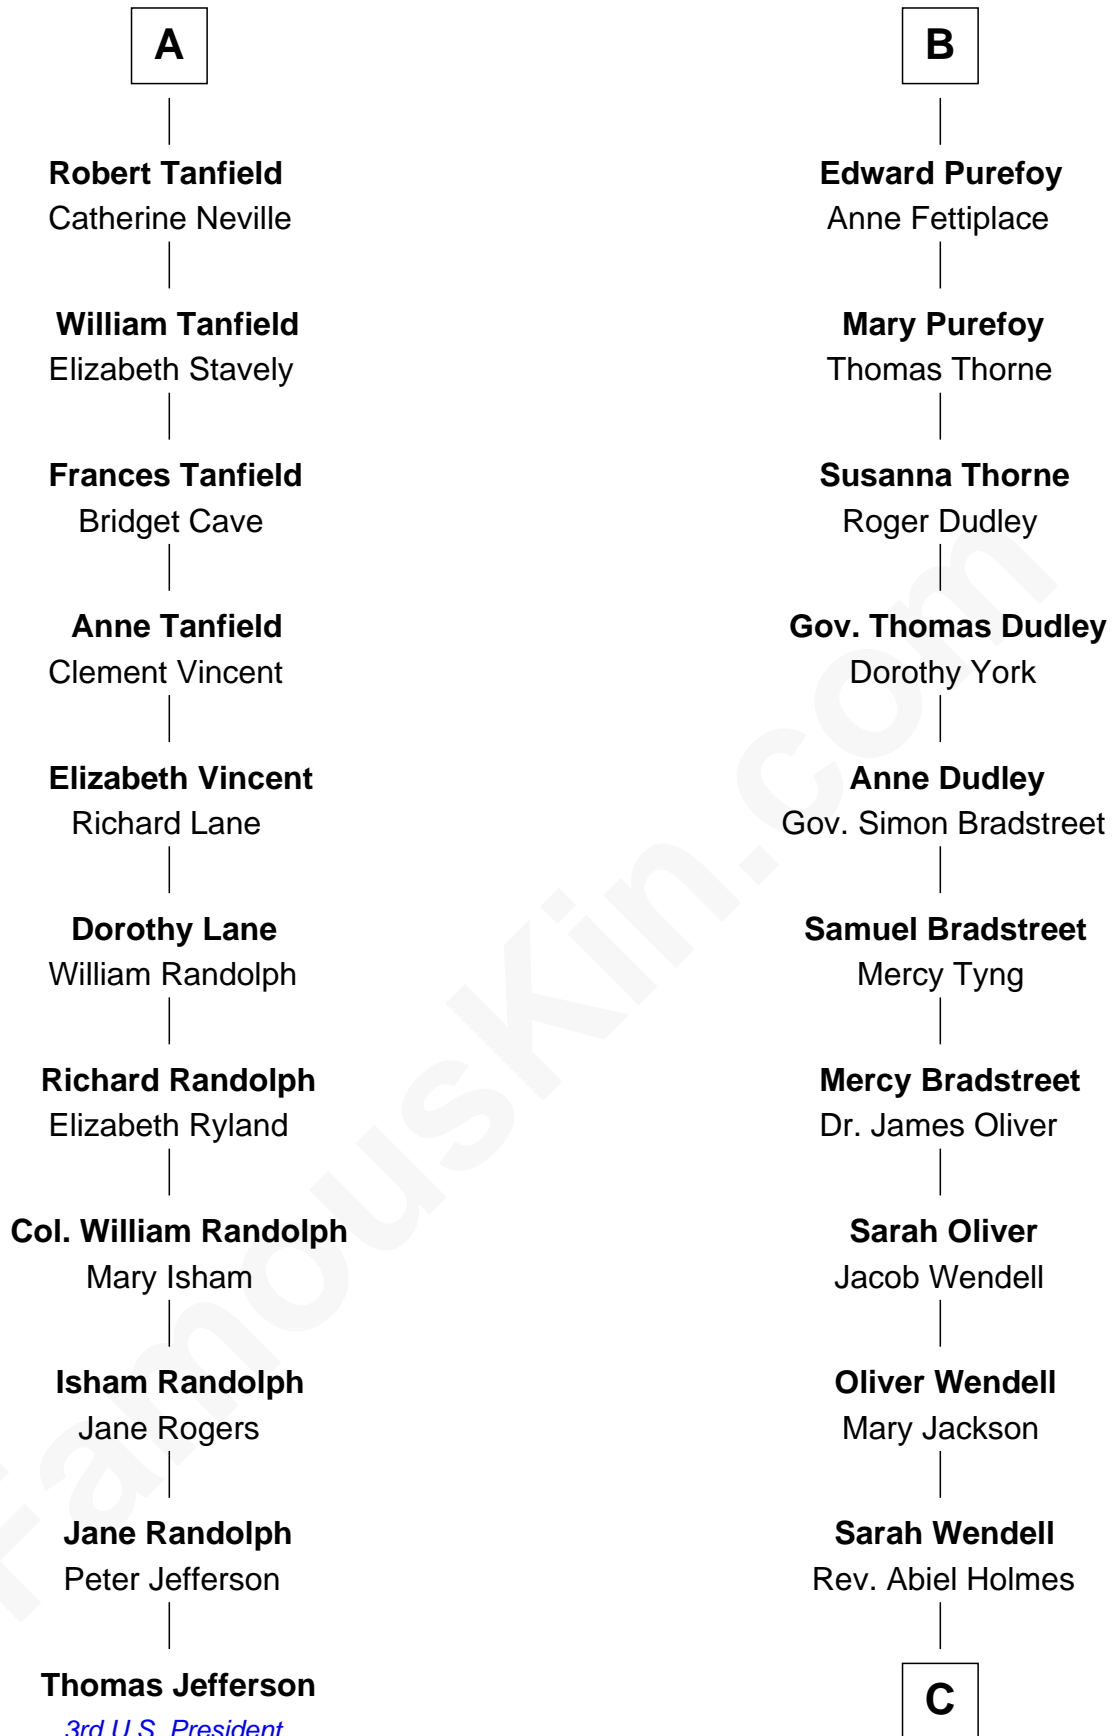 A
Robert Tanfield
Catherine Neville
William Tanfield
Elizabeth Stavely
Frances Tanfield
Bridget Cave
Anne Tanfield
Clement Vincent
Elizabeth Vincent
Richard Lane
Dorothy Lane
William Randolph
Richard Randolph
Elizabeth Ryland
Col. William Randolph
Mary Isham
Isham Randolph
Jane Rogers
Jane Randolph
Peter Jefferson
Thomas Jefferson
3rd U.S. President
B
Edward Purefoy
Anne Fettiplace
Mary Purefoy
Thomas Thorne
Susanna Thorne
Roger Dudley
Gov. Thomas Dudley
Dorothy York
Anne Dudley
Gov. Simon Bradstreet
Samuel Bradstreet
Mercy Tyng
Mercy Bradstreet
Dr. James Oliver
Sarah Oliver
Jacob Wendell
Oliver Wendell
Mary Jackson
Sarah Wendell
Rev. Abiel Holmes
C
FamousKin.com